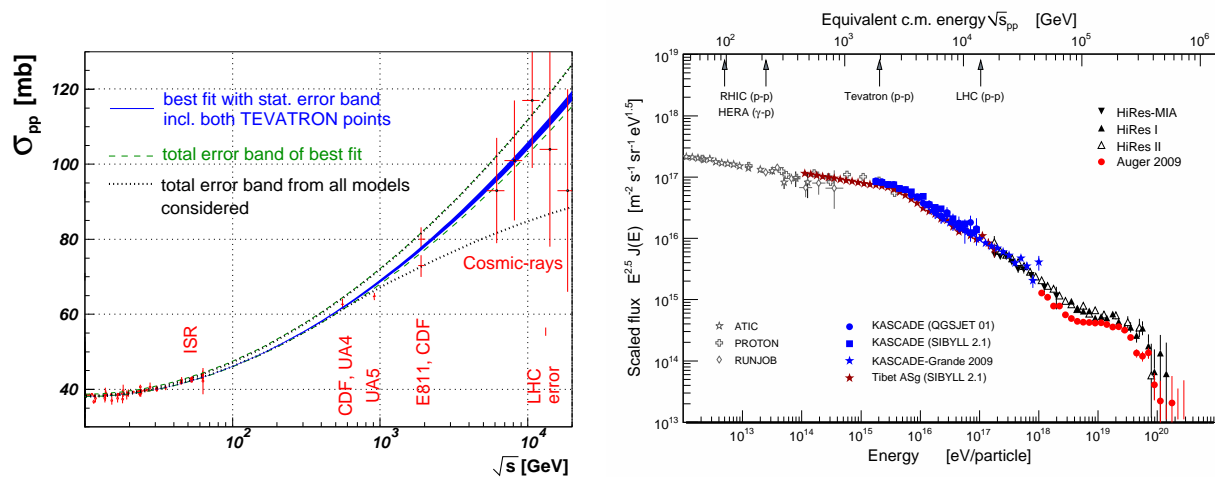 σpp [mb]
120
100
80
60
40
best fit with stat. error band
incl. both TEVATRON points
total error band of best fit
total error band from all models
considered
Cosmic-rays
ISR
CDF, UA4
UA5
E811, CDF
LHC
error
10²
10³
10⁴
√s [GeV]
Equivalent c.m. energy √spp [GeV]
10²
10³
10⁴
10⁵
10⁶
Scaled flux E^2.5 J(E) [m⁻² s⁻¹ sr⁻¹ eV^1.5]
10¹⁹
10¹⁸
10¹⁷
10¹⁶
10¹⁵
10¹⁴
10¹³
RHIC (p-p)
HERA (γ-p)
Tevatron (p-p)
LHC (p-p)
HiRes-MIA
HiRes I
HiRes II
Auger 2009
ATIC
PROTON
RUNJOB
KASCADE (QGSJET 01)
KASCADE (SIBYLL 2.1)
KASCADE-Grande 2009
Tibet ASg (SIBYLL 2.1)
10¹³
10¹⁴
10¹⁵
10¹⁶
10¹⁷
10¹⁸
10¹⁹
10²⁰
Energy [eV/particle]